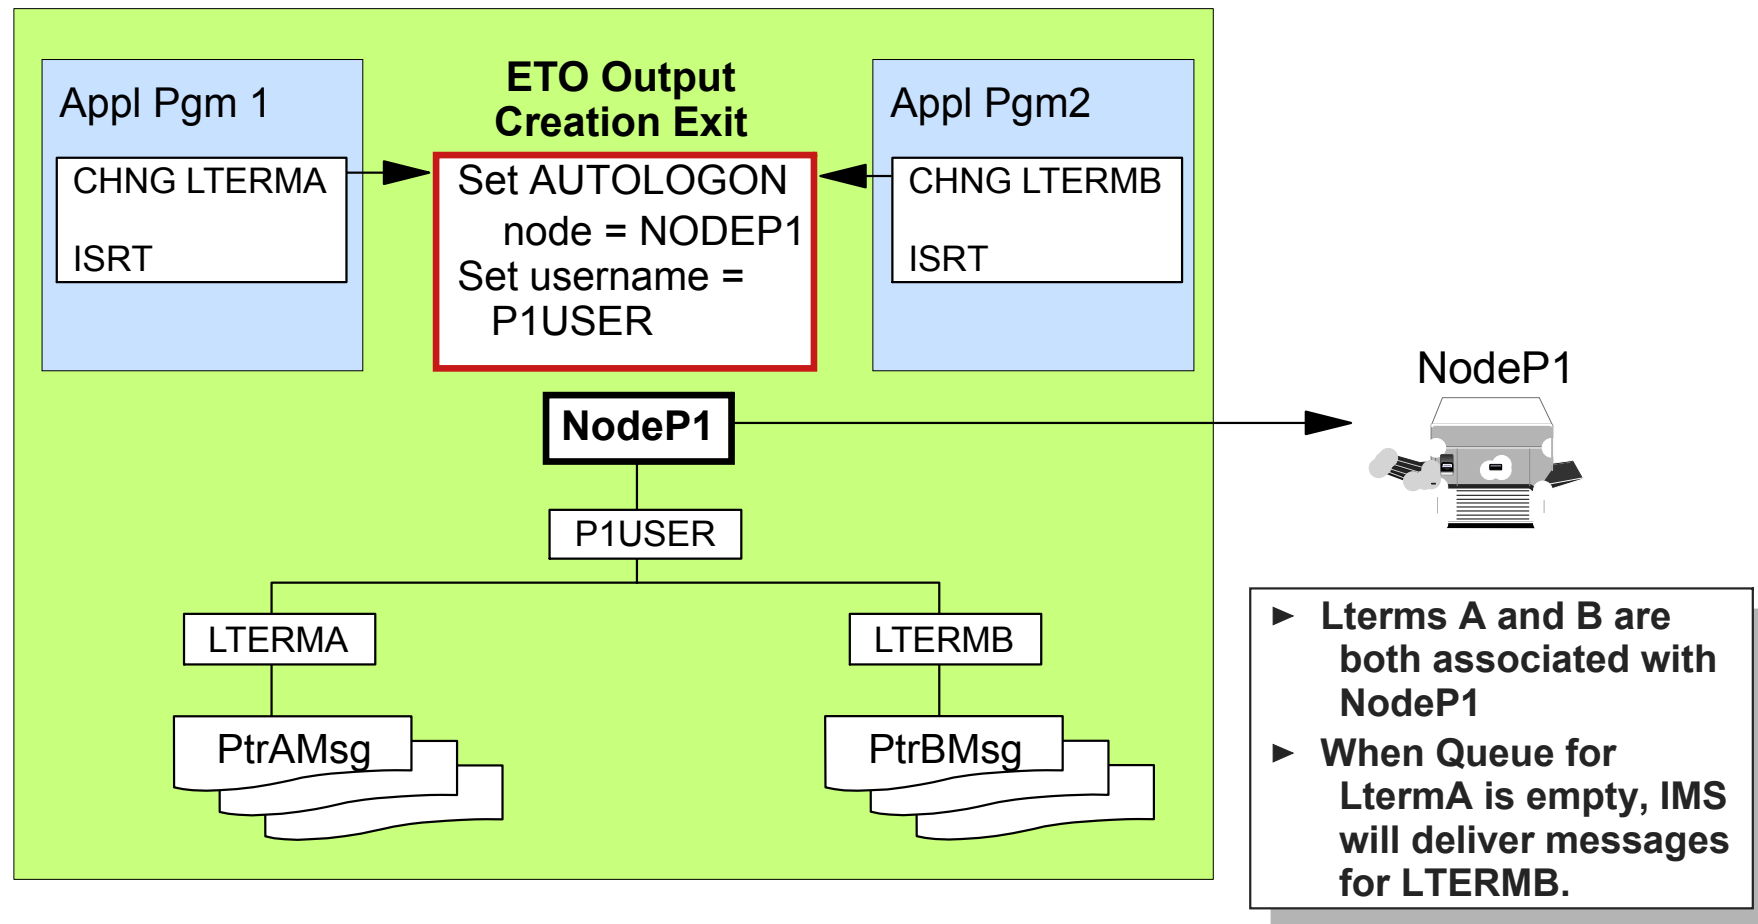 ETO Output
Creation Exit
Appl Pgm 1
CHNG LTERMA
ISRT
Set AUTOLOGON
node = NODEP1
Set username =
P1USER
Appl Pgm2
CHNG LTERMB
ISRT
NodeP1
NodeP1
P1USER
LTERMA
LTERMB
PtrAMsg
PtrBMsg
► Lterms A and B are
both associated with
NodeP1
► When Queue for
LtermA is empty, IMS
will deliver messages
for LTERMB.